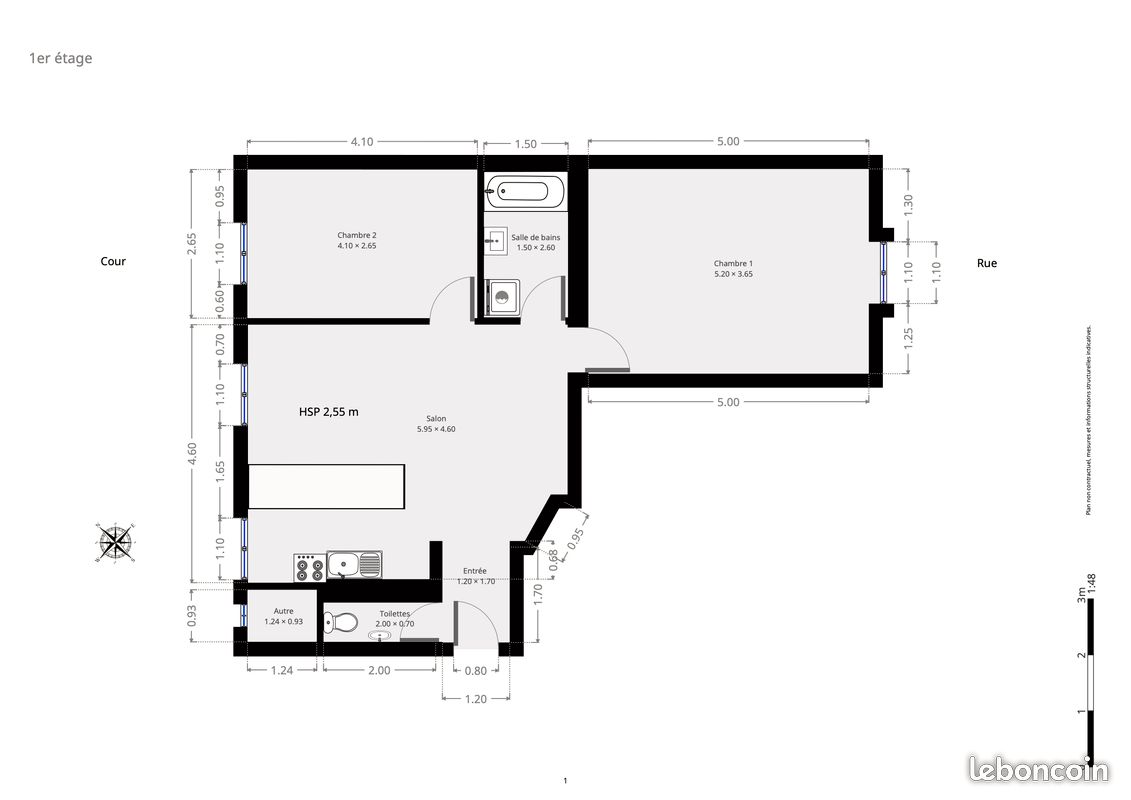 1er étage
4.10
1.50
5.00
0.95
2.65
1.10
0.60
Chambre 2
4.10 × 2.65
Salle de bains
1.50 × 2.60
Chambre 1
5.20 × 3.65
1.30
1.10
1.10
1.25
Cour
Rue
0.70
1.10
4.60
1.65
1.10
HSP 2,55 m
Salon
5.95 × 4.60
5.00
0.95
0.68
1.70
Entrée
1.20 × 1.70
0.93
Autre
1.24 × 0.93
Toilettes
2.00 × 0.70
1.24
2.00
0.80
1.20
Plan non contractuel, mesures et informations structurelles indicatives.
1:48
3m
2
1
1
leboncoin